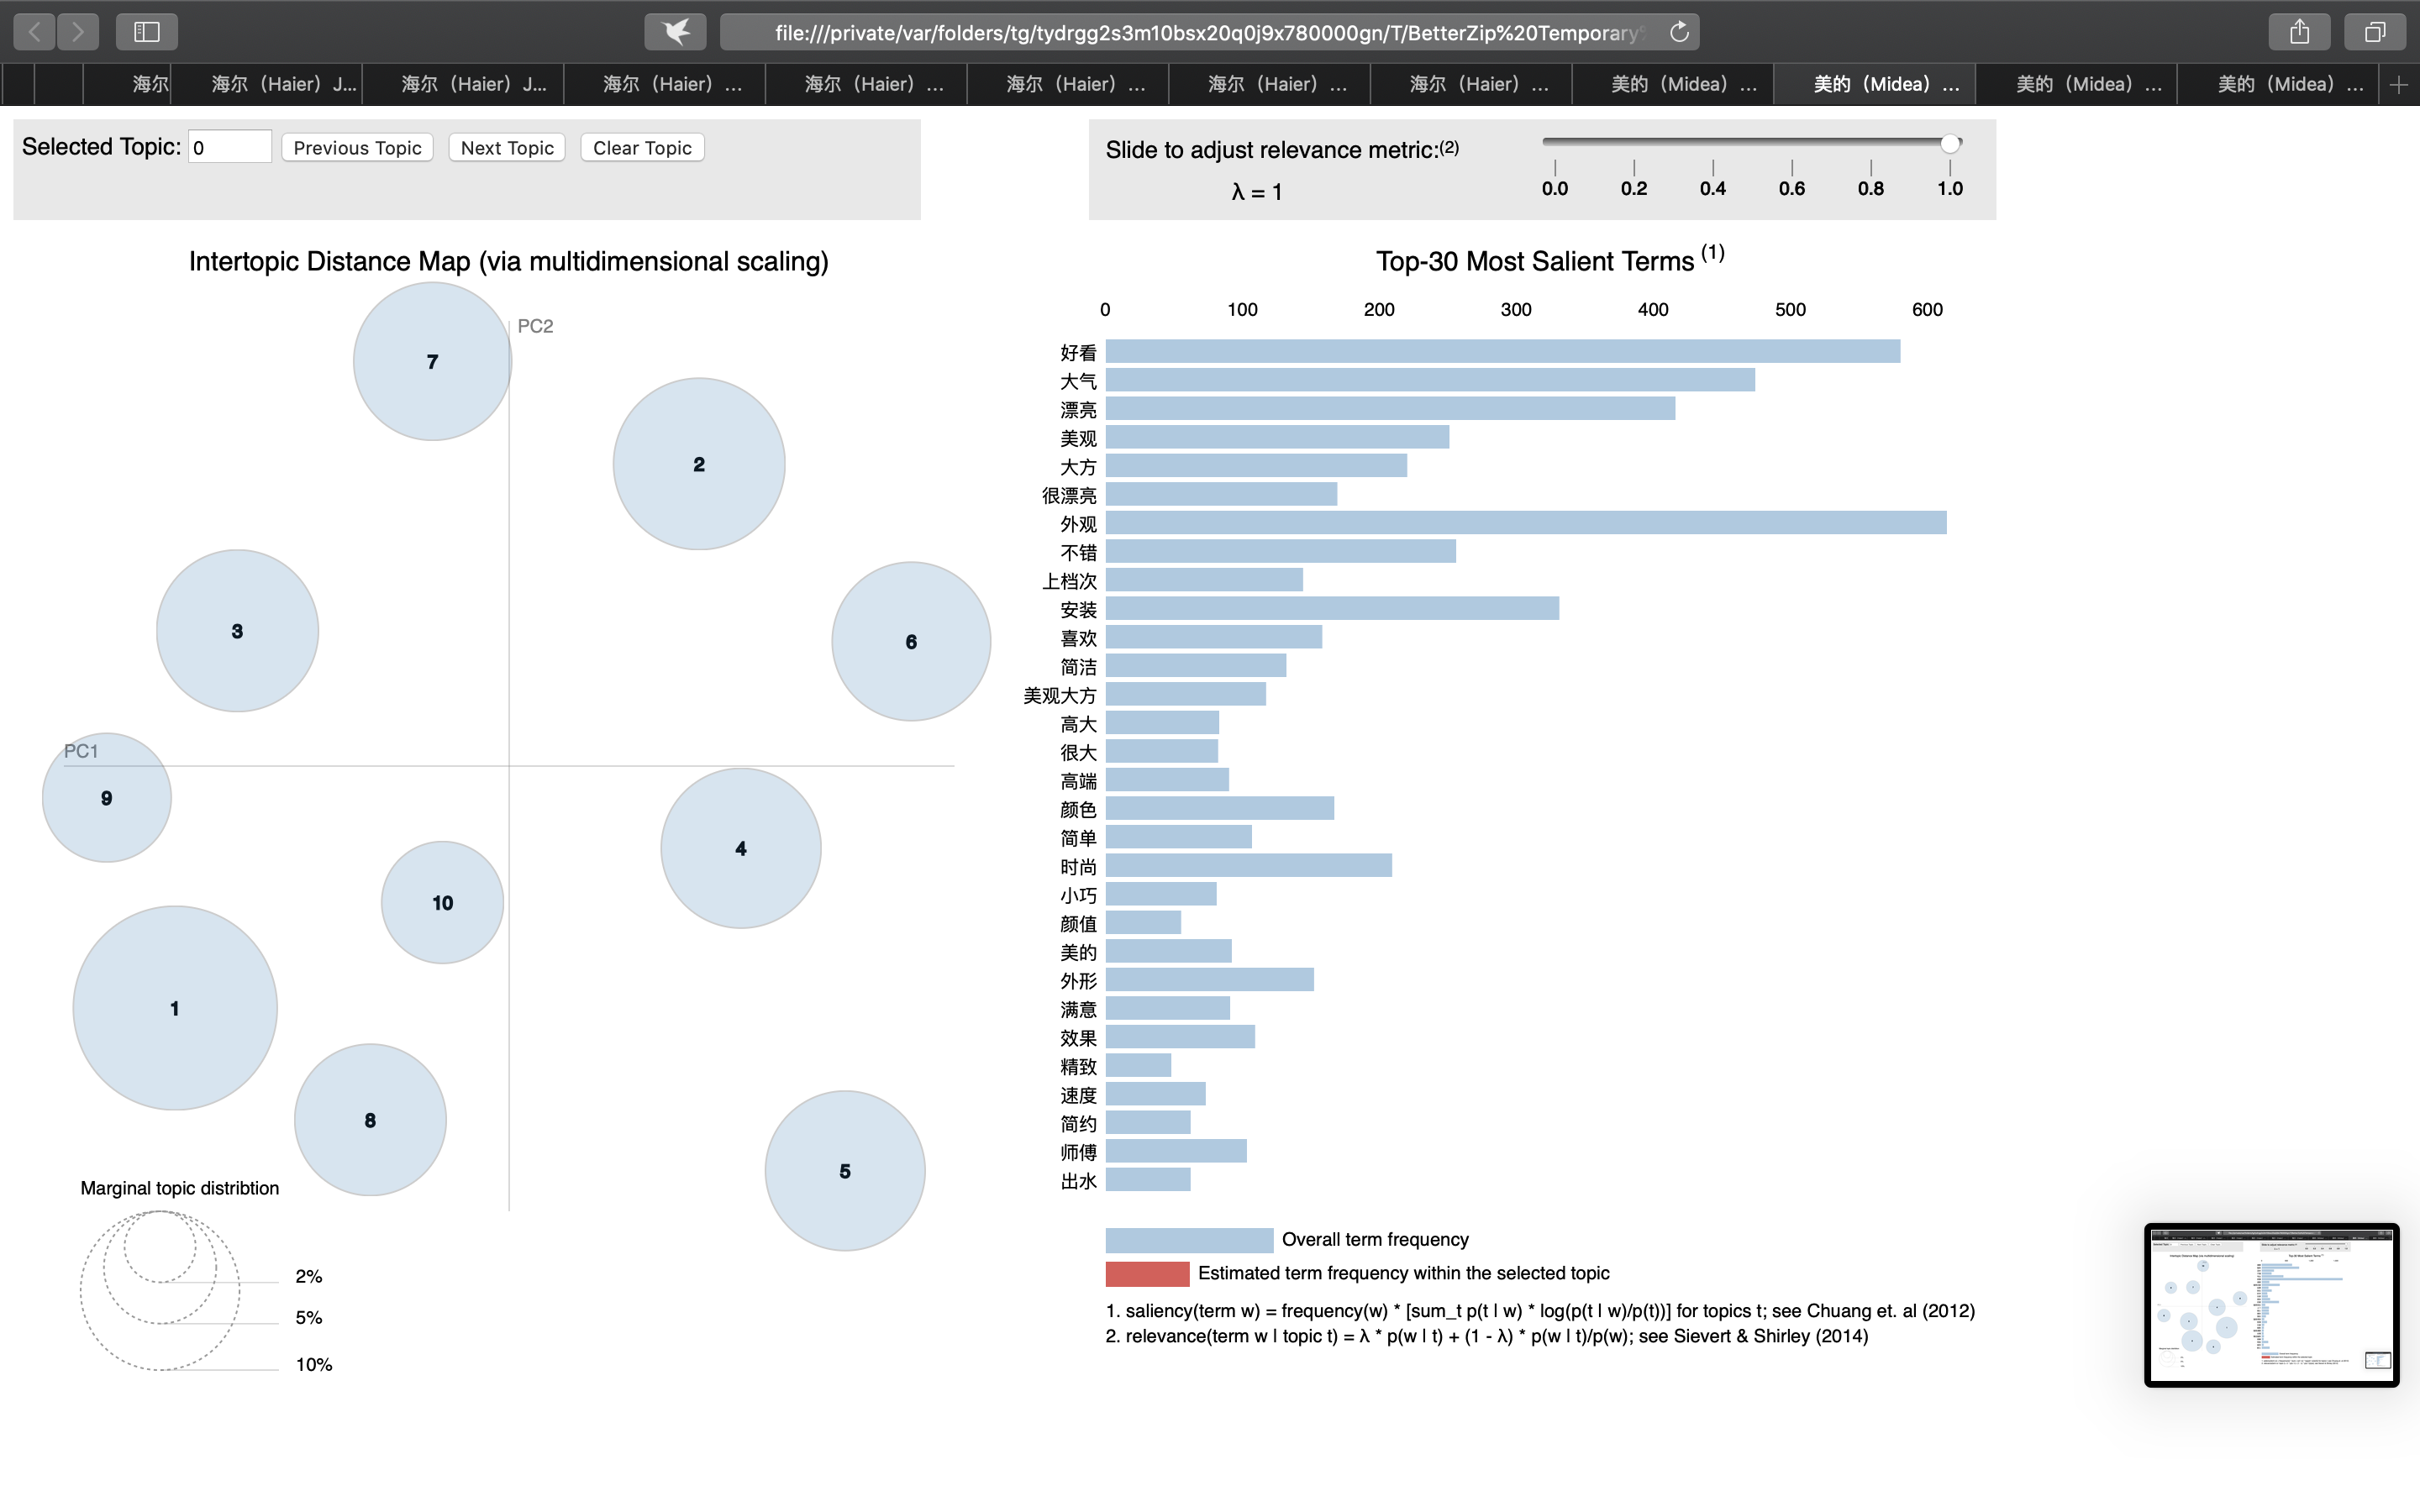 file:///private/var/folders/tg/tydrgg2s3m10bsx20q0j9x780000gn/T/BetterZip%20Temporary%
海尔 海尔（Haier）J... 海尔（Haier）J... 海尔（Haier） ... 海尔（Haier） ... 海尔（Haier） ... 海尔（Haier） ... 海尔（Haier） ... 美的（Midea） ... 美的（Midea） ... 美的（Midea） ... 美的（Midea） ...
Selected Topic: 0 Previous Topic Next Topic Clear Topic
Slide to adjust relevance metric:(2)
λ = 1
0.0 0.2 0.4 0.6 0.8 1.0
Intertopic Distance Map (via multidimensional scaling)
PC2
PC1
7
2
3
6
9
4
10
1
8
5
Marginal topic distribtion
2%
5%
10%
Top-30 Most Salient Terms (1)
0 100 200 300 400 500 600
好看
大气
漂亮
美观
大方
很漂亮
外观
不错
上档次
安装
喜欢
简洁
美观大方
高大
很大
高端
颜色
简单
时尚
小巧
颜值
美的
外形
满意
效果
精致
速度
简约
师傅
出水
Overall term frequency
Estimated term frequency within the selected topic
1. saliency(term w) = frequency(w) * [sum_t p(t | w) * log(p(t | w)/p(t))] for topics t; see Chuang et. al (2012)
2. relevance(term w | topic t) = λ * p(w | t) + (1 - λ) * p(w | t)/p(w); see Sievert & Shirley (2014)